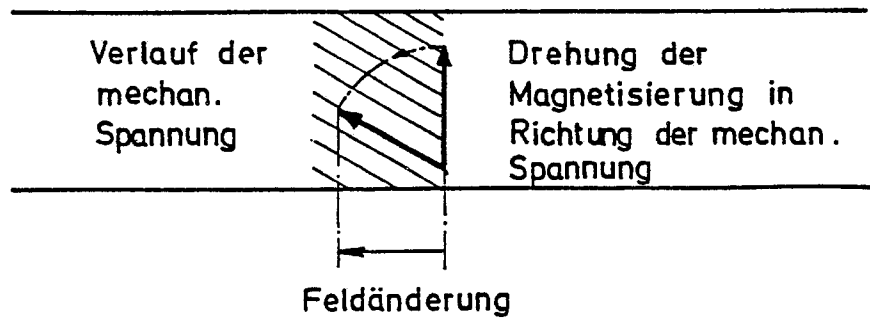 Verlauf der
mechan.
Spannung
Drehung der
Magnetisierung in
Richtung der mechan.
Spannung
Feldänderung